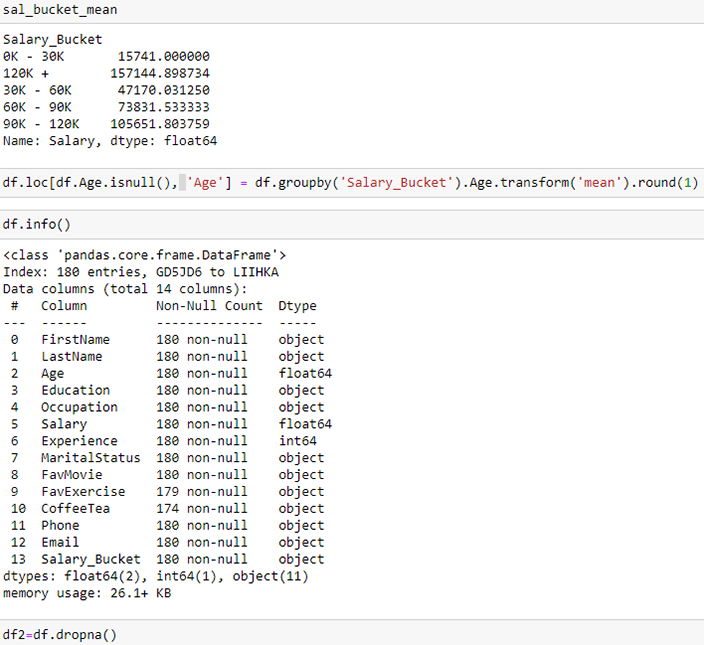 sal_bucket_mean
Salary_Bucket
0K - 30K       15741.000000
120K +        157144.898734
30K - 60K      47170.031250
60K - 90K      73831.533333
90K - 120K    105651.803759
Name: Salary, dtype: float64
df.loc[df.Age.isnull(), 'Age'] = df.groupby('Salary_Bucket').Age.transform('mean').round(1)
df.info()
<class 'pandas.core.frame.DataFrame'>
Index: 180 entries, GD5JD6 to LIIHKA
Data columns (total 14 columns):
 #   Column         Non-Null Count  Dtype
---  ------         --------------  -----
 0   FirstName      180 non-null    object
 1   LastName       180 non-null    object
 2   Age            180 non-null    float64
 3   Education      180 non-null    object
 4   Occupation     180 non-null    object
 5   Salary         180 non-null    float64
 6   Experience     180 non-null    int64
 7   MaritalStatus  180 non-null    object
 8   FavMovie       180 non-null    object
 9   FavExercise    179 non-null    object
 10  CoffeeTea      174 non-null    object
 11  Phone          180 non-null    object
 12  Email          180 non-null    object
 13  Salary_Bucket  180 non-null    object
dtypes: float64(2), int64(1), object(11)
memory usage: 26.1+ KB
df2=df.dropna()